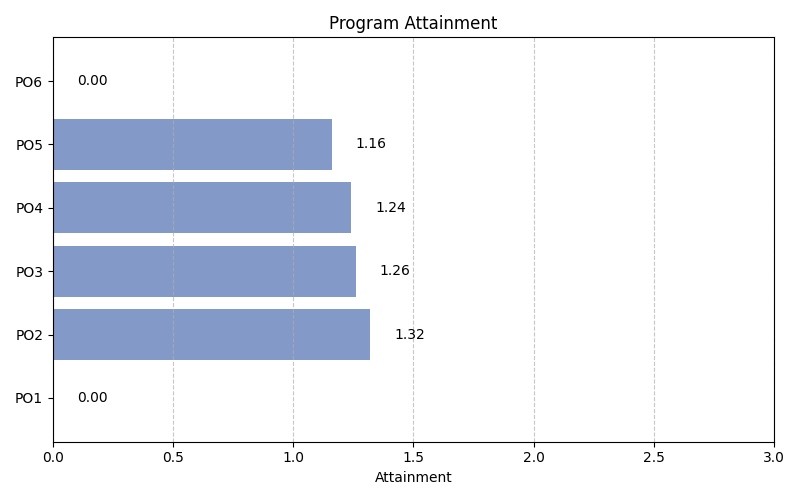 Program Attainment
PO6 0.00
PO5 1.16
PO4 1.24
PO3 1.26
PO2 1.32
PO1 0.00
0.0 0.5 1.0 1.5 2.0 2.5 3.0
Attainment